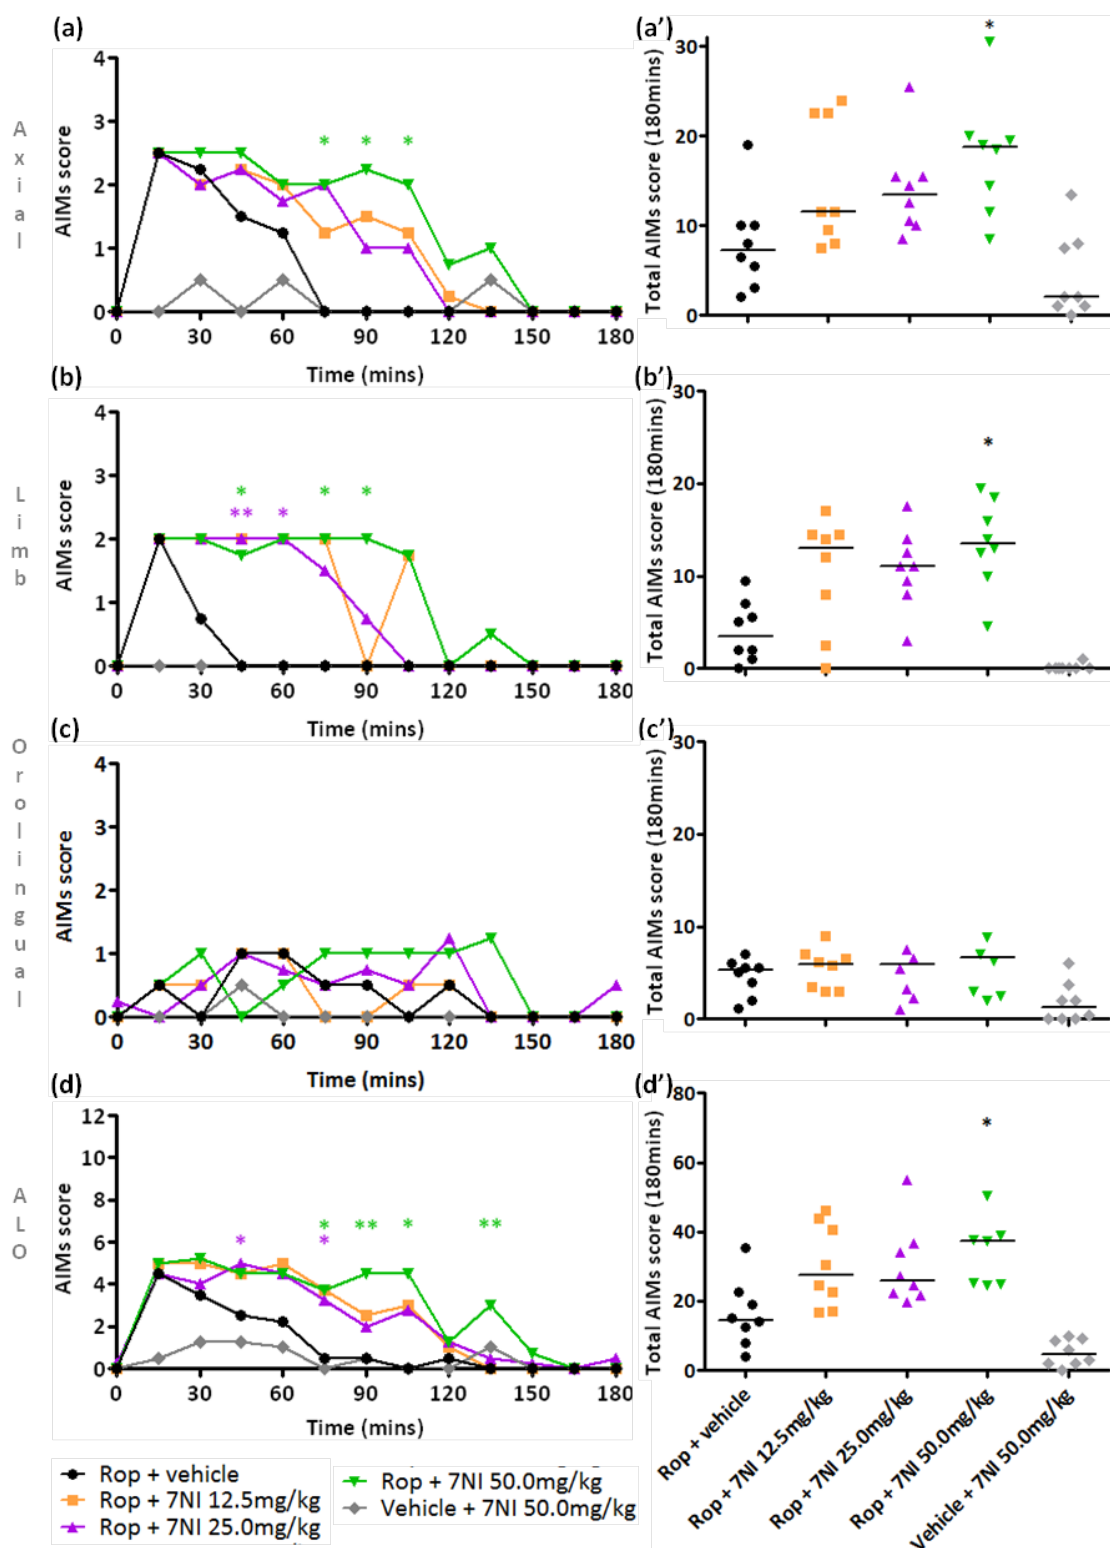 (a)
Axial
AIMs score
4
3
2
1
0
* * *
0 30 60 90 120 150 180
Time (mins)
(a')
Total AIMs score (180mins)
30
20
10
0
*
(b)
Limb
AIMs score
4
3
2
1
0
* * *
** *
0 30 60 90 120 150 180
Time (mins)
(b')
Total AIMs score (180mins)
30
20
10
0
*
(c)
Orolingual
AIMs score
4
3
2
1
0
0 30 60 90 120 150 180
Time (mins)
(c')
Total AIMs score (180mins)
30
20
10
0
(d)
ALO
AIMs score
12
10
8
6
4
2
0
* ** * **
* *
0 30 60 90 120 150 180
Time (mins)
(d')
Total AIMs score (180mins)
80
60
40
20
0
*
Rop + vehicle
Rop + 7NI 12.5mg/kg
Rop + 7NI 25.0mg/kg
Rop + 7NI 50.0mg/kg
Vehicle + 7NI 50.0mg/kg
Rop + vehicle
Rop + 7NI 12.5mg/kg
Rop + 7NI 25.0mg/kg
Rop + 7NI 50.0mg/kg
Vehicle + 7NI 50.0mg/kg